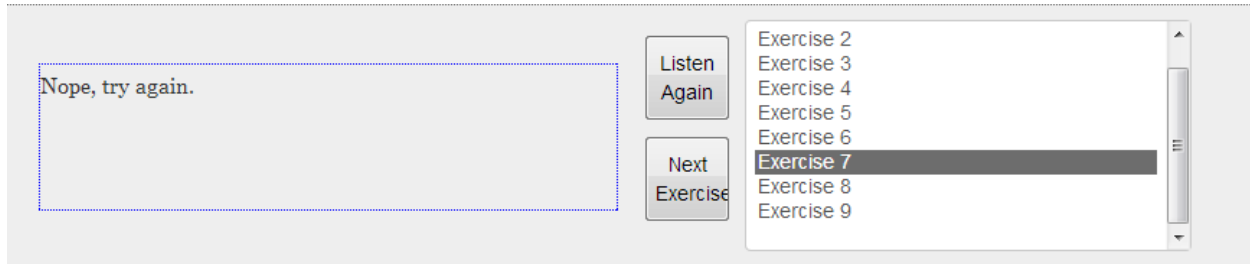 Nope, try again.
Listen
Again
Next
Exercise
Exercise 2
Exercise 3
Exercise 4
Exercise 5
Exercise 6
Exercise 7
Exercise 8
Exercise 9